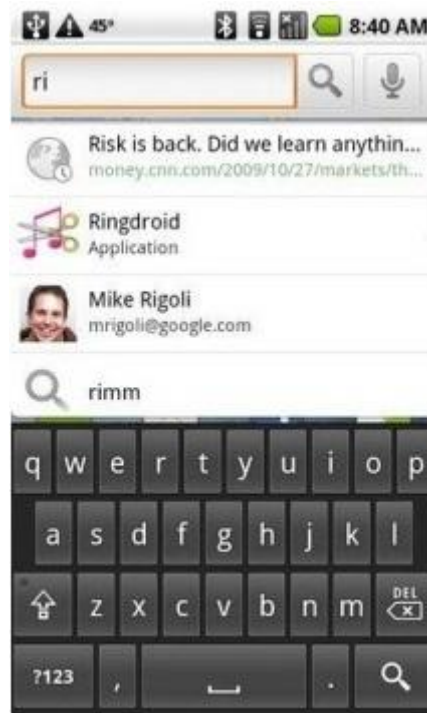 45° 8:40 AM
ri
Risk is back. Did we learn anythin...
money.cnn.com/2009/10/27/markets/th...
Ringdroid
Application
Mike Rigoli
mrigoli@google.com
rimm
q w e r t y u i o p
a s d f g h j k l
z x c v b n m DEL
?123 , .